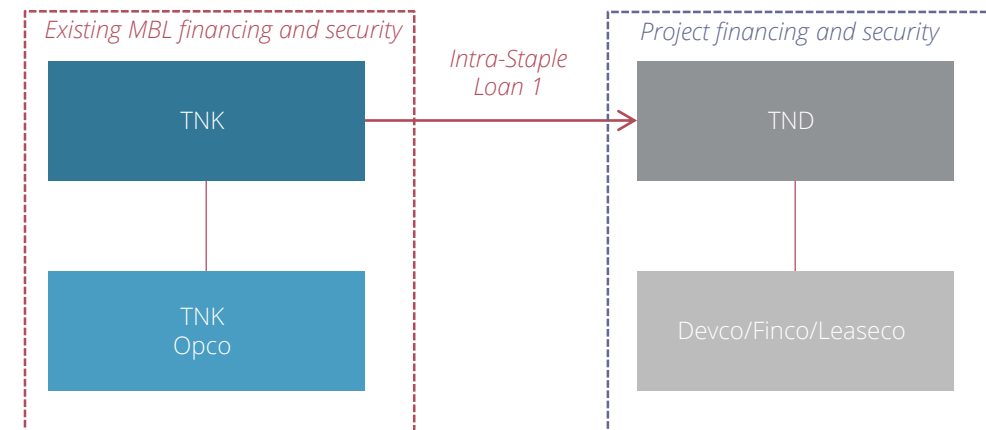 Existing MBL financing and security
Project financing and security
Intra-Staple
Loan 1
TNK
TND
TNK
Opco
Devco/Finco/Leaseco